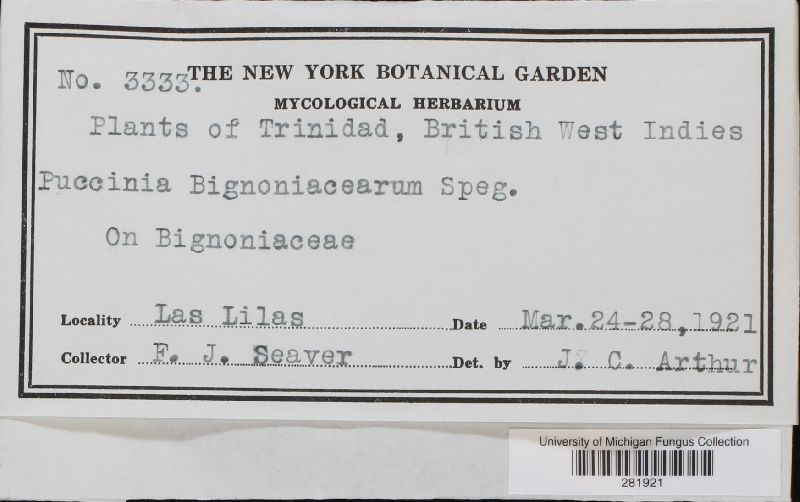 No. 3333. THE NEW YORK BOTANICAL GARDEN
MYCOLOGICAL HERBARIUM
Plants of Trinidad, British West Indies
Puccinia Bignoniacearum Speg.
On Bignoniaceae
Locality Las Lilas Date Mar.24-28,1921
Collector F. J. Seaver Det. by J. C. Arthur
University of Michigan Fungus Collection
281921